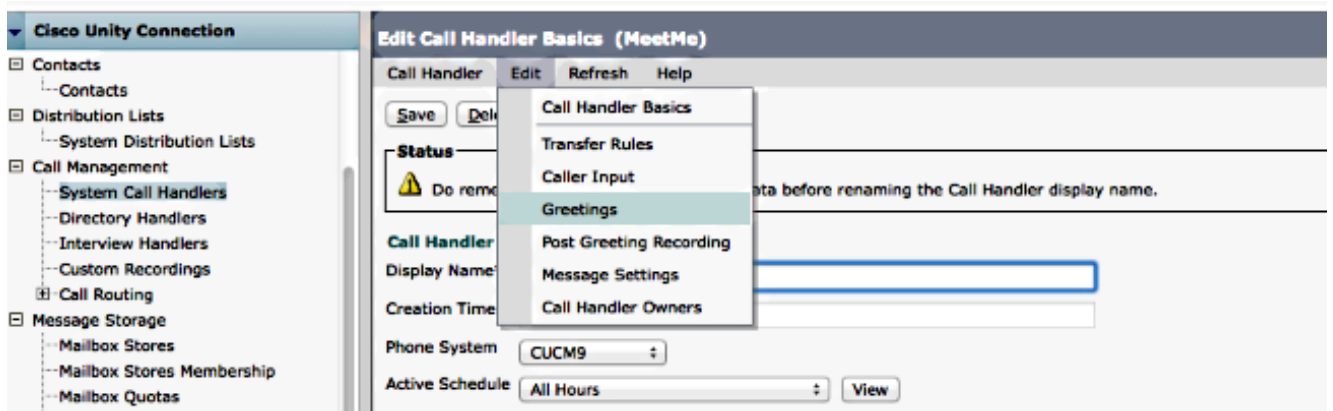 Cisco Unity Connection
Contacts
Contacts
Distribution Lists
System Distribution Lists
Call Management
System Call Handlers
Directory Handlers
Interview Handlers
Custom Recordings
Call Routing
Message Storage
Mailbox Stores
Mailbox Stores Membership
Mailbox Quotas
Edit Call Handler Basics (MeetMe)
Call Handler Edit Refresh Help
Save
Call Handler Basics
Transfer Rules
Caller Input
Greetings
Post Greeting Recording
Message Settings
Call Handler Owners
Status
before renaming the Call Handler display name.
Call Handler
Display Name
Creation Time
Phone System CUCM9
Active Schedule All Hours View